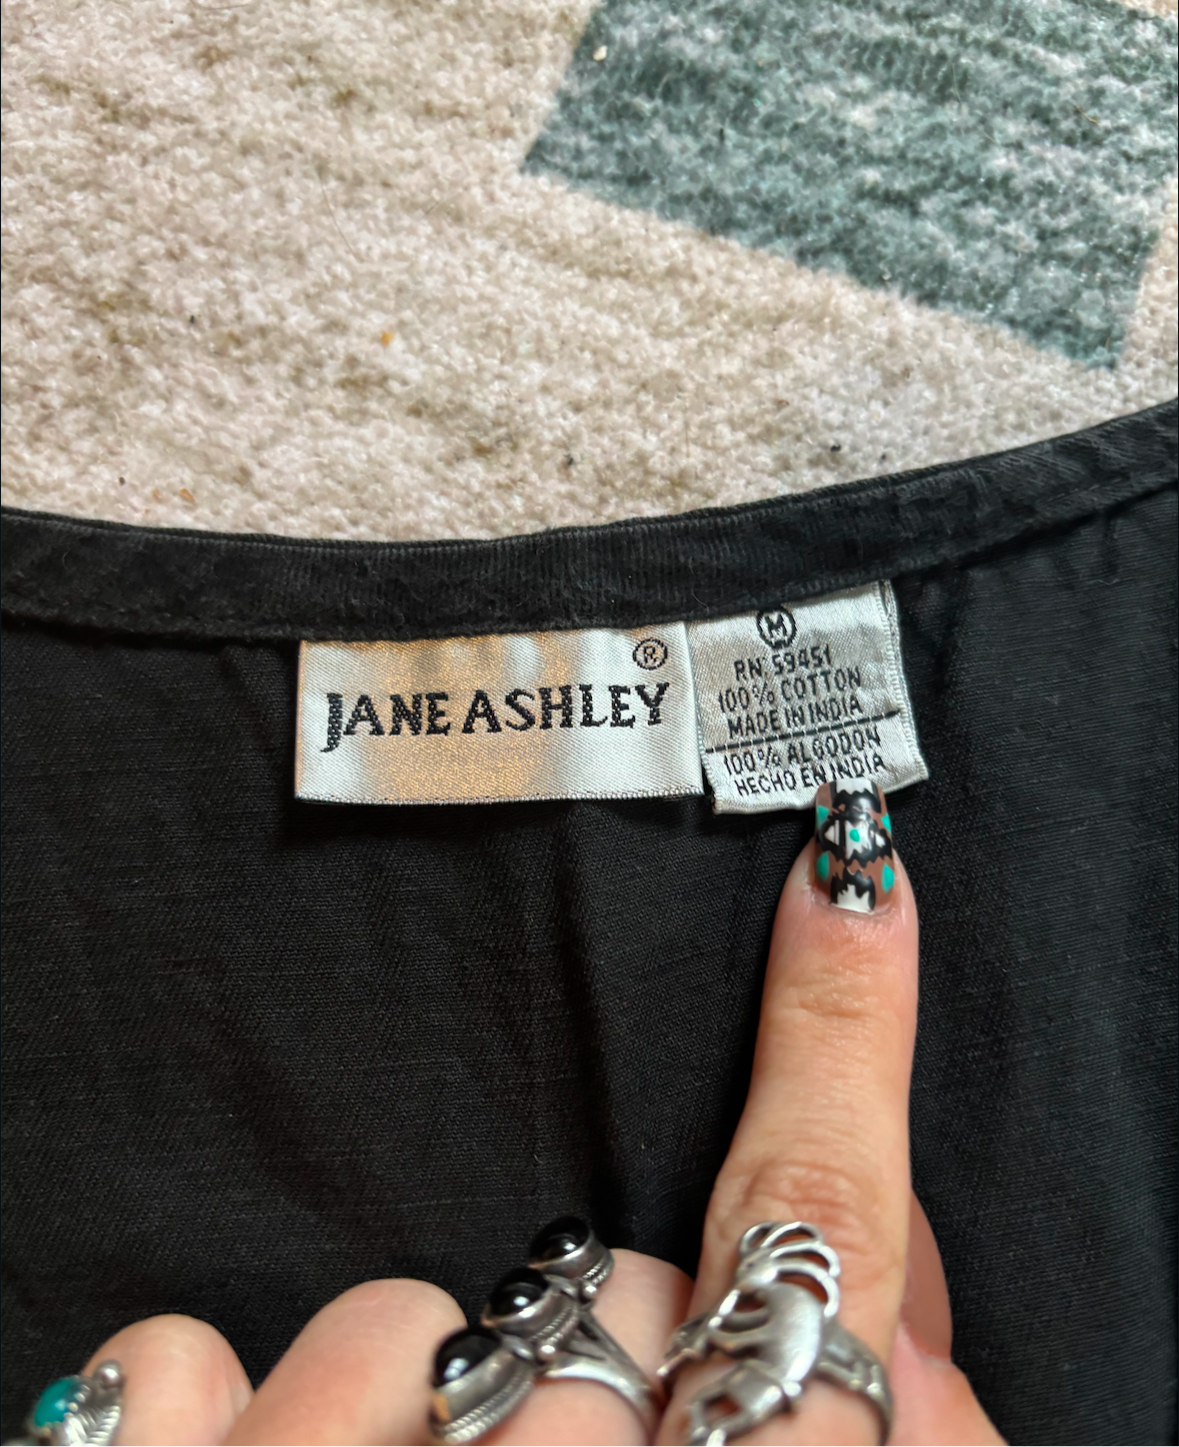 JANE ASHLEY
®
M
RN: 59451
100% COTTON
MADE IN INDIA
100% ALGODON
HECHO EN INDIA